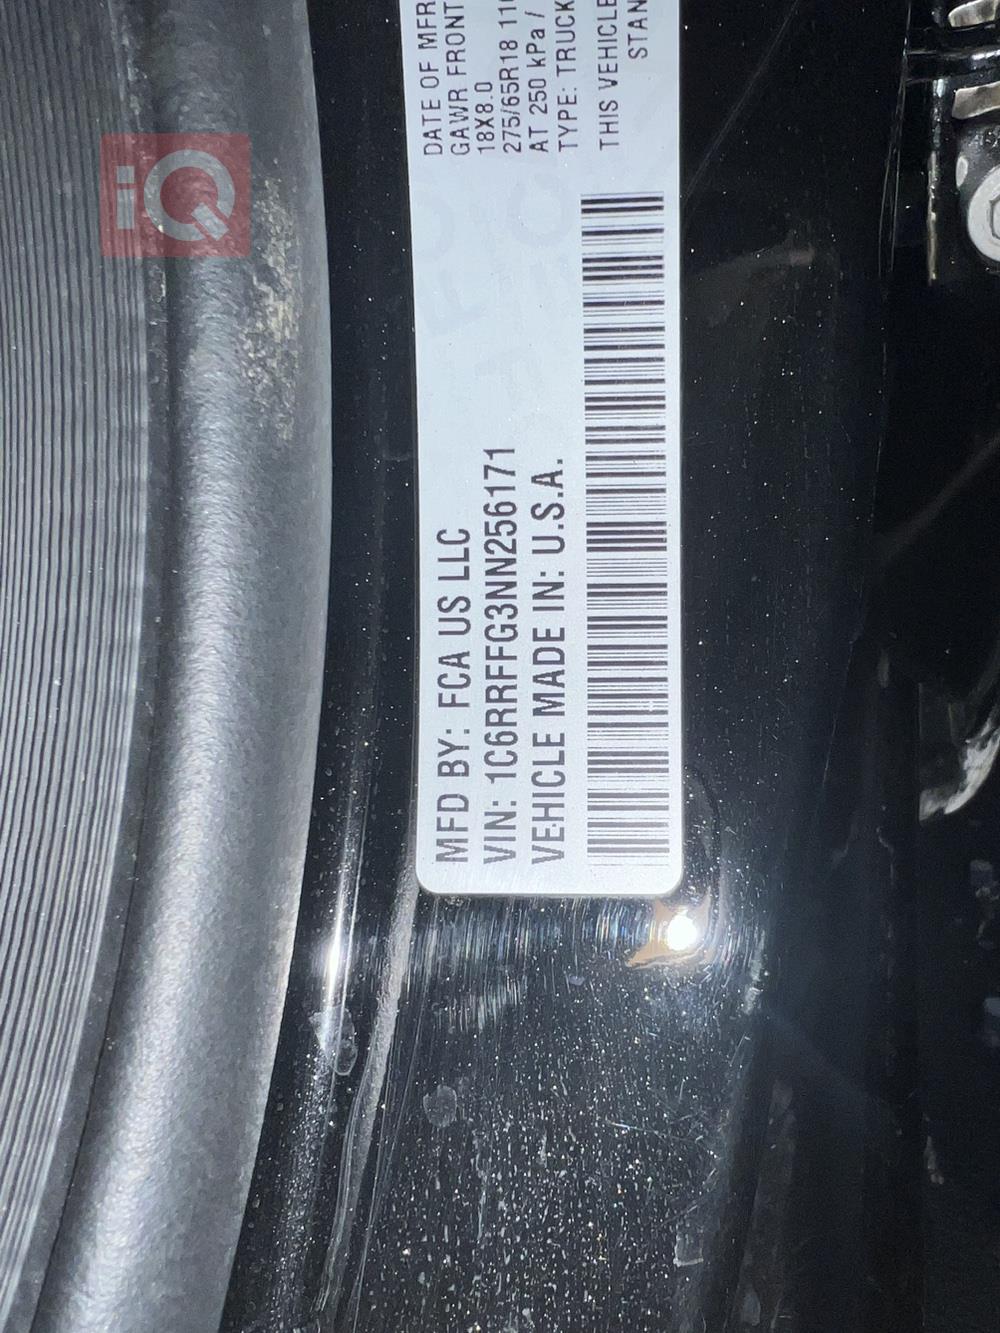 iQ
MFD BY: FCA US LLC
VIN: 1C6RRFFG3NN256171
VEHICLE MADE IN: U.S.A.
DATE OF MFR
GAWR FRONT
18X8.0
275/65R18 11
AT 250 kPa /
TYPE: TRUCK
THIS VEHICLE
STAN